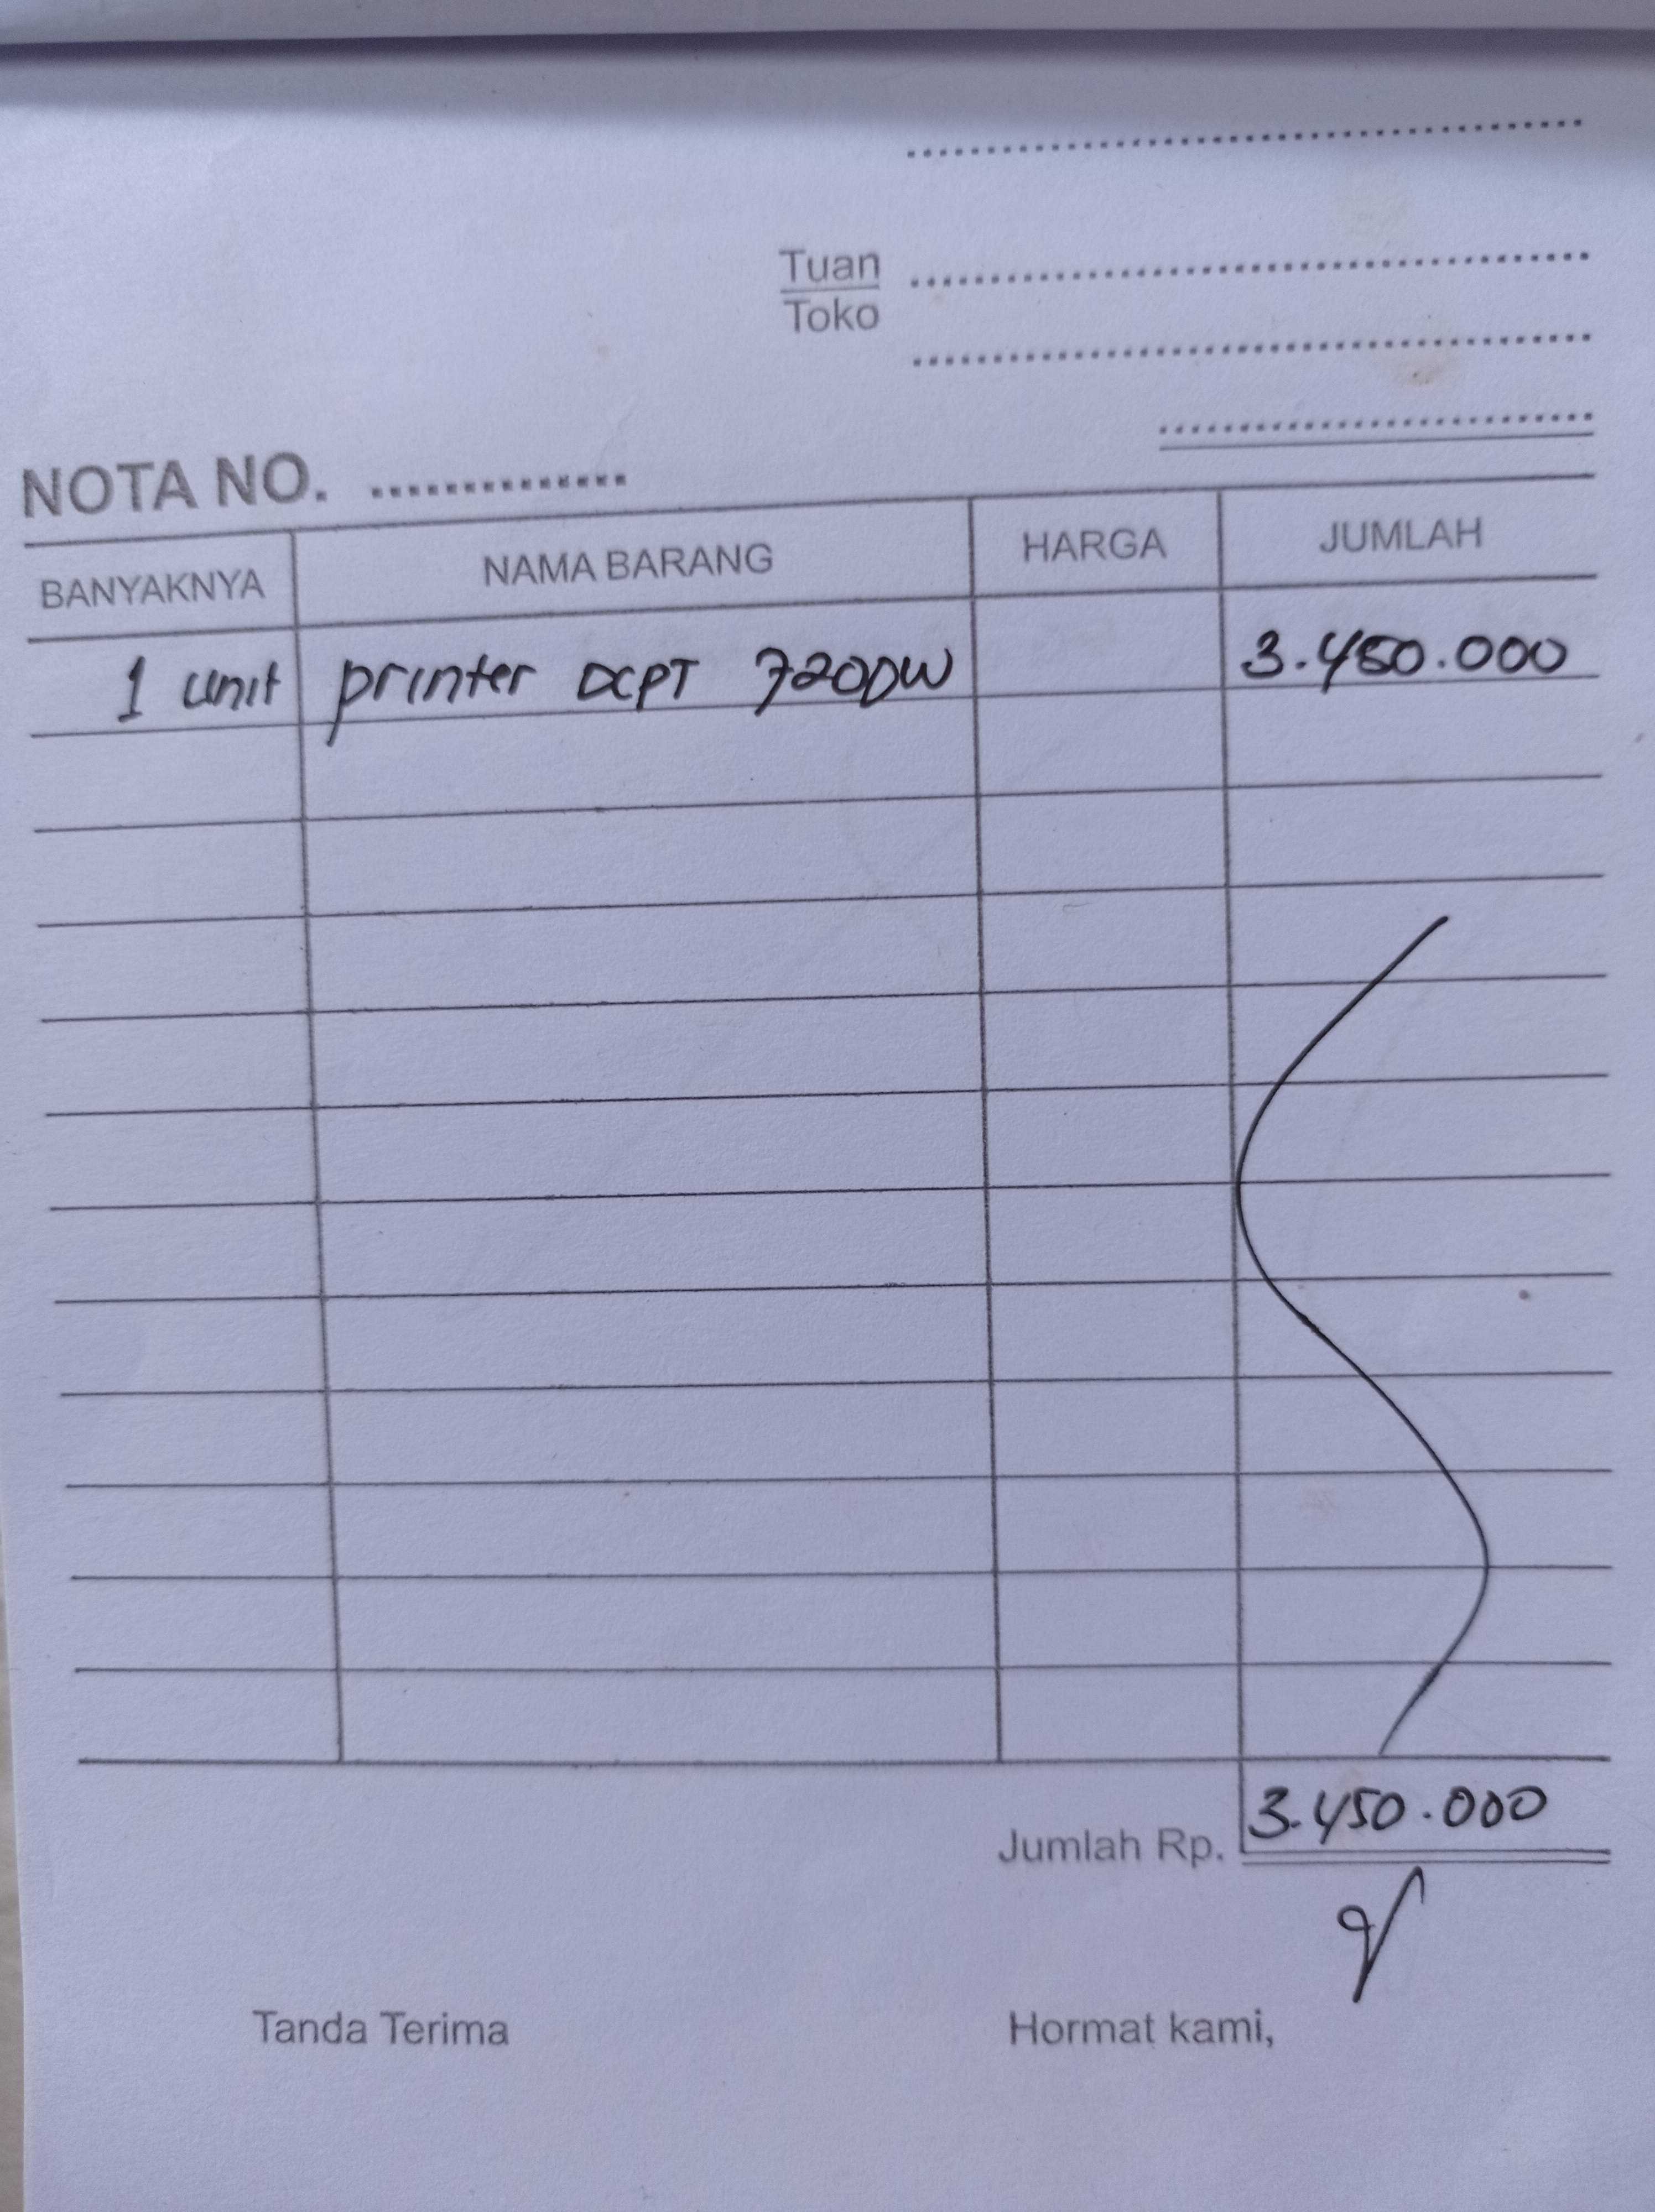 Tuan
Toko
NOTA NO. ..............
BANYAKNYA NAMA BARANG HARGA JUMLAH
1 unit printer DCPT 720DW 3.450.000
Jumlah Rp. 3.450.000
Tanda Terima Hormat kami,